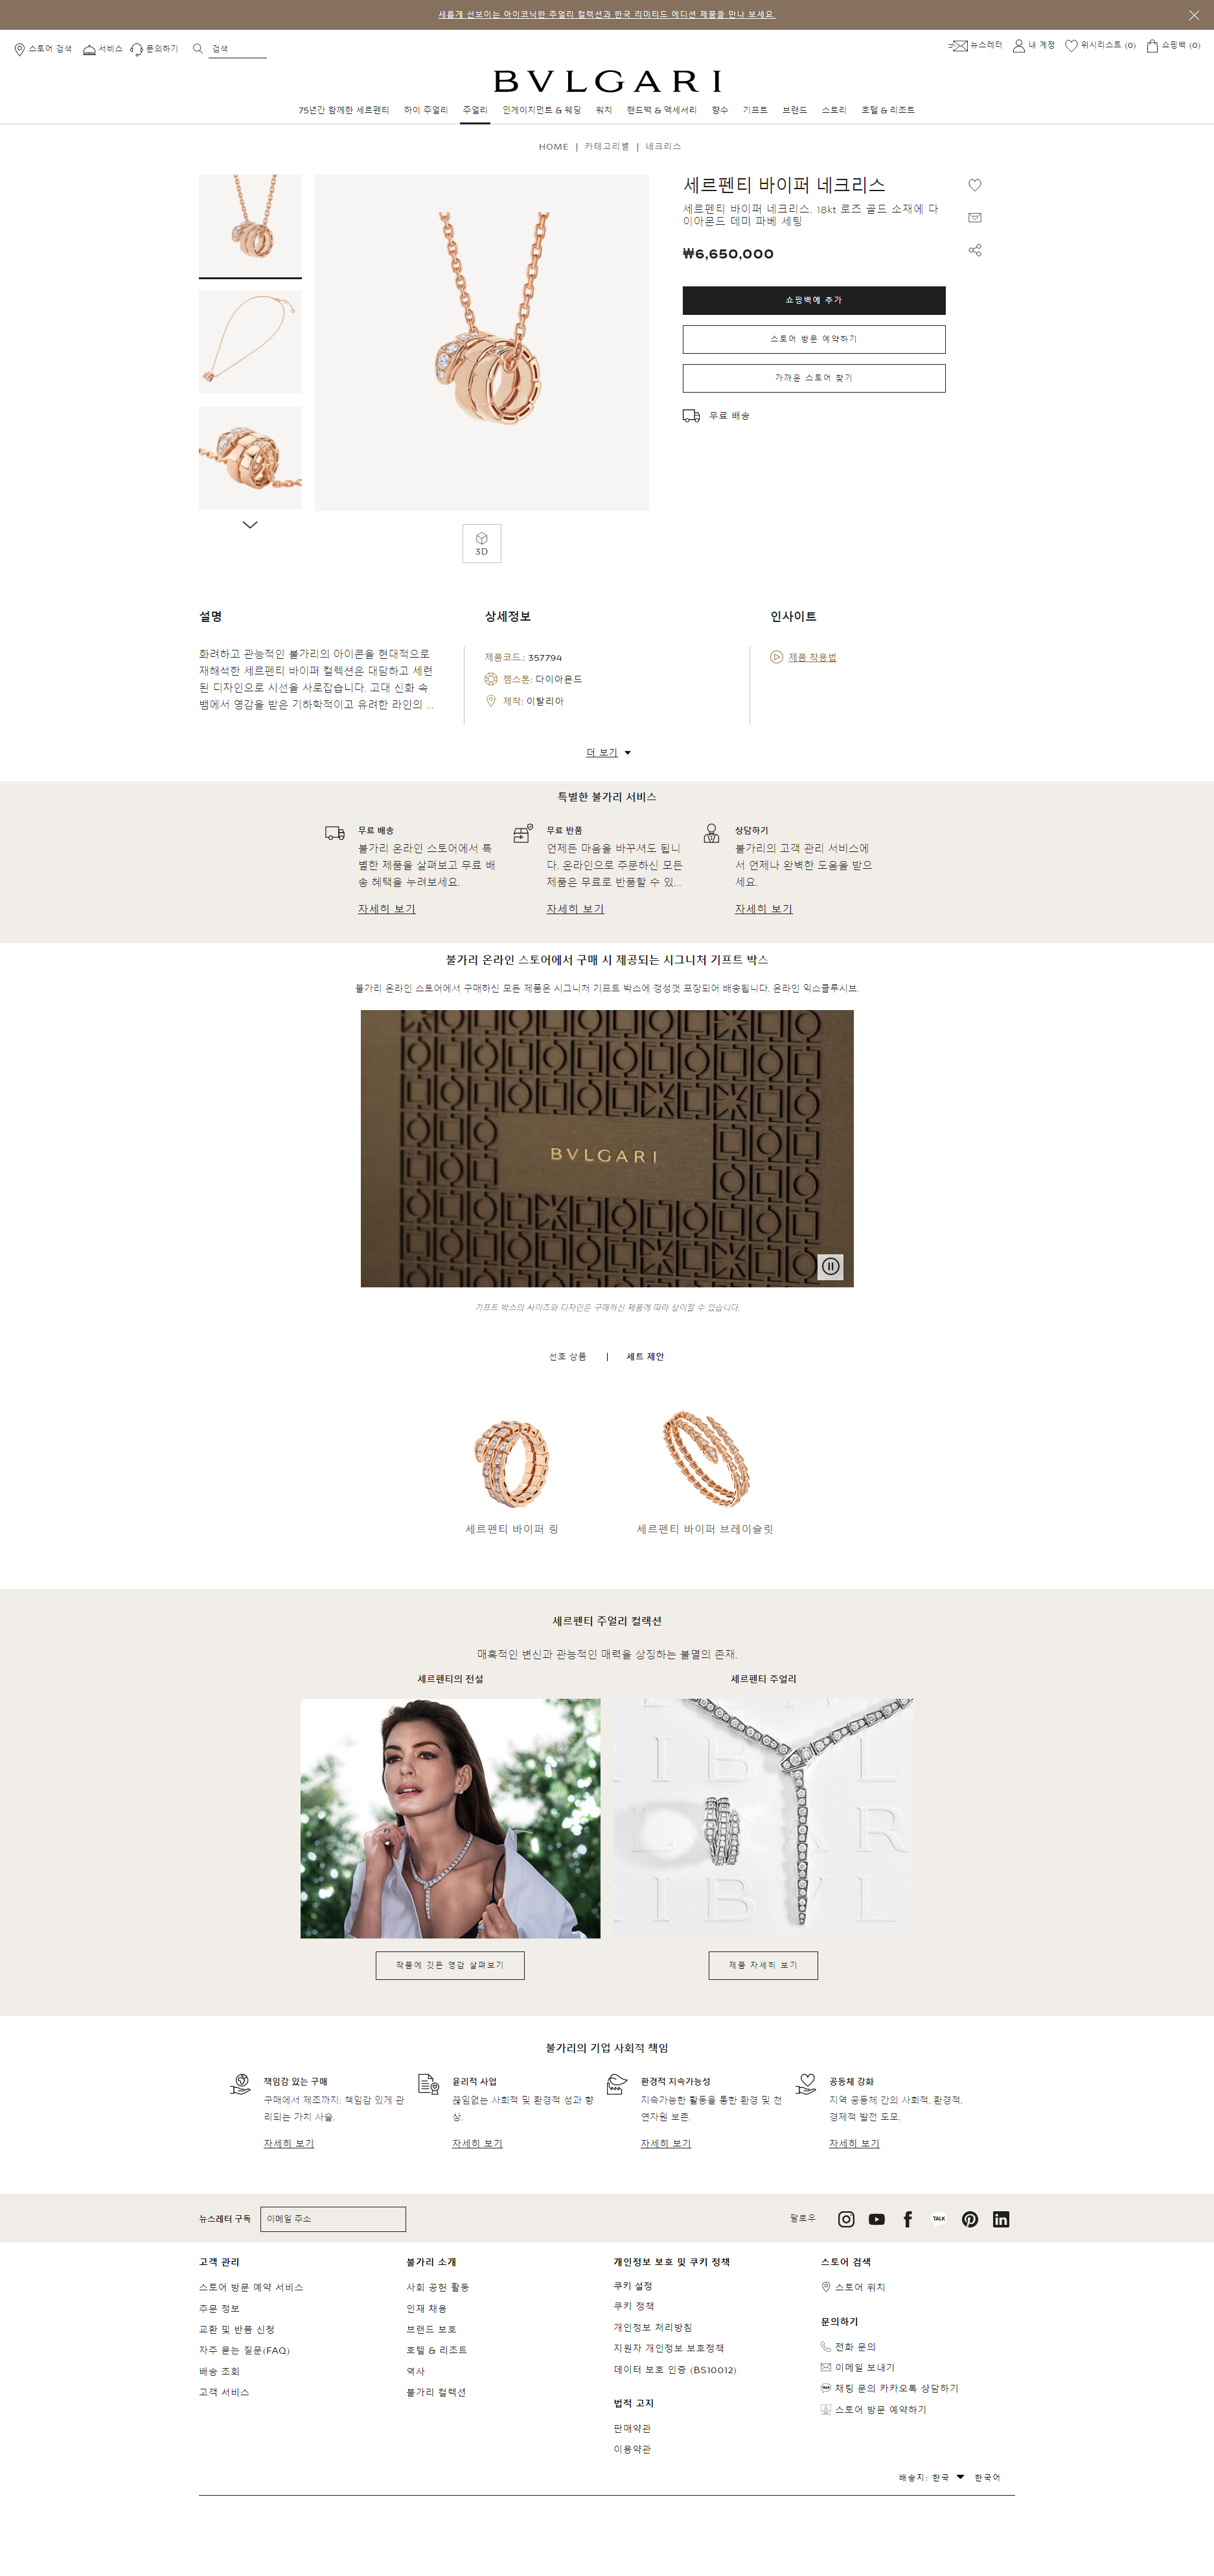 새롭게 선보이는 아이코닉한 주얼리 컬렉션과 한국 리미티드 에디션 제품을 만나 보세요.
스토어 검색 서비스 문의하기 검색
뉴스레터 내 계정 위시리스트 (0) 쇼핑백 (0)
BVLGARI
75년간 함께한 세르펜티 하이 주얼리 주얼리 인게이지먼트 & 웨딩 워치 핸드백 & 액세서리 향수 기프트 브랜드 스토리 호텔 & 리조트
HOME | 카테고리별 | 네크리스
세르펜티 바이퍼 네크리스
세르펜티 바이퍼 네크리스. 18kt 로즈 골드 소재에 다
이아몬드 데미 파베 세팅
₩6,650,000
쇼핑백에 추가
스토어 방문 예약하기
가까운 스토어 찾기
무료 배송
3D
설명
화려하고 관능적인 불가리의 아이콘을 현대적으로
재해석한 세르펜티 바이퍼 컬렉션은 대담하고 세련
된 디자인으로 시선을 사로잡습니다. 고대 신화 속
뱀에서 영감을 받은 기하학적이고 유려한 라인의 ...
상세정보
제품코드.: 357794
젬스톤: 다이아몬드
제작: 이탈리아
인사이트
제품 착용법
더 보기
특별한 불가리 서비스
무료 배송
불가리 온라인 스토어에서 특
별한 제품을 살펴보고 무료 배
송 혜택을 누려보세요.
자세히 보기
무료 반품
언제든 마음을 바꾸셔도 됩니
다. 온라인으로 주문하신 모든
제품은 무료로 반품할 수 있...
자세히 보기
상담하기
불가리의 고객 관리 서비스에
서 언제나 완벽한 도움을 받으
세요.
자세히 보기
불가리 온라인 스토어에서 구매 시 제공되는 시그니처 기프트 박스
불가리 온라인 스토어에서 구매하신 모든 제품은 시그니처 기프트 박스에 정성껏 포장되어 배송됩니다. 온라인 익스클루시브.
BVLGARI
기프트 박스의 사이즈와 디자인은 구매하신 제품에 따라 상이할 수 있습니다.
선호 상품 | 세트 제안
세르펜티 바이퍼 링
세르펜티 바이퍼 브레이슬릿
세르펜티 주얼리 컬렉션
매혹적인 변신과 관능적인 매력을 상징하는 불멸의 존재.
세르펜티의 전설
세르펜티 주얼리
작품에 깃든 영감 살펴보기
제품 자세히 보기
불가리의 기업 사회적 책임
책임감 있는 구매
구매에서 제조까지: 책임감 있게 관
리되는 가치 사슬.
자세히 보기
윤리적 사업
끊임없는 사회적 및 환경적 성과 향
상.
자세히 보기
환경적 지속가능성
지속가능한 활동을 통한 환경 및 천
연자원 보존.
자세히 보기
공동체 강화
지역 공동체 간의 사회적, 환경적,
경제적 발전 도모.
자세히 보기
뉴스레터 구독 이메일 주소
팔로우 TALK
고객 관리
스토어 방문 예약 서비스
주문 정보
교환 및 반품 신청
자주 묻는 질문(FAQ)
배송 조회
고객 서비스
불가리 소개
사회 공헌 활동
인재 채용
브랜드 보호
호텔 & 리조트
역사
불가리 컬렉션
개인정보 보호 및 쿠키 정책
쿠키 설정
쿠키 정책
개인정보 처리방침
지원자 개인정보 보호정책
데이터 보호 인증 (BS10012)
법적 고지
판매약관
이용약관
스토어 검색
스토어 위치
문의하기
전화 문의
이메일 보내기
채팅 문의 카카오톡 상담하기
스토어 방문 예약하기
배송지: 한국 한국어